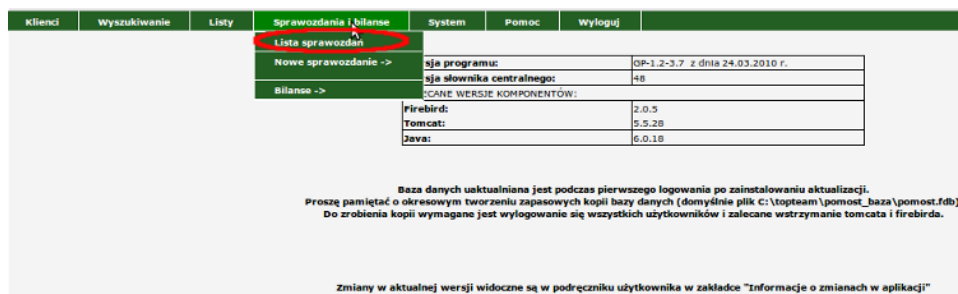 Klienci Wyszukiwanie Listy Sprawozdania i bilanse System Pomoc Wyloguj
Lista sprawozdań
Nowe sprawozdanie ->
Bilanse ->
sja programu: GP-1.2-3.7 z dnia 24.03.2010 r.
sja słownika centralnego: 48
ECANE WERSJE KOMPONENTÓW:
Firebird: 2.0.5
Tomcat: 5.5.28
Java: 6.0.18
Baza danych uaktualniana jest podczas pierwszego logowania po zainstalowaniu aktualizacji.
Proszę pamiętać o okresowym tworzeniu zapasowych kopii bazy danych (domyślnie plik C:\topteam\pomost_baza\pomost.fdb)
Do zrobienia kopii wymagane jest wylogowanie się wszystkich użytkowników i zalecane wstrzymanie tomcata i firebirda.
Zmiany w aktualnej wersji widoczne są w podręczniku użytkownika w zakładce "Informacje o zmianach w aplikacji"